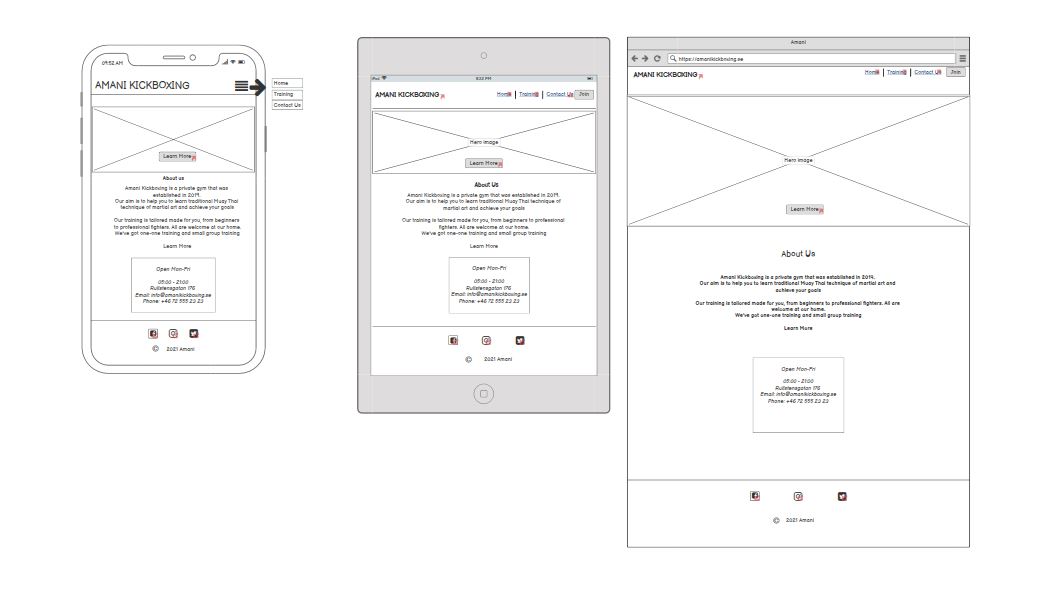 09:52 AM
AMANI KICKBOXING
Home
Training
Contact Us
Learn More
About us
Amani Kickboxing is a private gym that was
established in 2019.
Our aim is to help you to learn traditional Muay Thai
technique of martial art and achieve your goals
Our training is tailored made for you, from beginners
to professional fighters. All are welcome at our home.
We've got one-one training and small group training
Learn More
Open Mon-Fri
05:00 - 21:00
Rullstensgatan 176
Email: info@amanikickboxing.se
Phone: +46 72 555 23 23
© 2021 Amani
iPad
9:52 PM
AMANI KICKBOXING
Home
Training
Contact Us
Join
Hero image
Learn More
About Us
Amani Kickboxing is a private gym that was established in 2019.
Our aim is to help you to learn traditional Muay Thai technique of
martial art and achieve your goals
Our training is tailored made for you, from beginners to professional
fighters. All are welcome at our home.
We've got one-one training and small group training
Learn More
Open Mon-Fri
05:00 - 21:00
Rullstensgatan 176
Email: info@amanikickboxing.se
Phone: +46 72 555 23 23
© 2021 Amani
Amani
https://amanikickboxing.se
AMANI KICKBOXING
Home
Training
Contact Us
Join
Hero image
Learn More
About Us
Amani Kickboxing is a private gym that was established in 2019.
Our aim is to help you to learn traditional Muay Thai technique of martial art and
achieve your goals
Our training is tailored made for you, from beginners to professional fighters. All are
welcome at our home.
We've got one-one training and small group training
Learn More
Open Mon-Fri
05:00 - 21:00
Rullstensgatan 176
Email: info@amanikickboxing.se
Phone: +46 72 555 23 23
© 2021 Amani